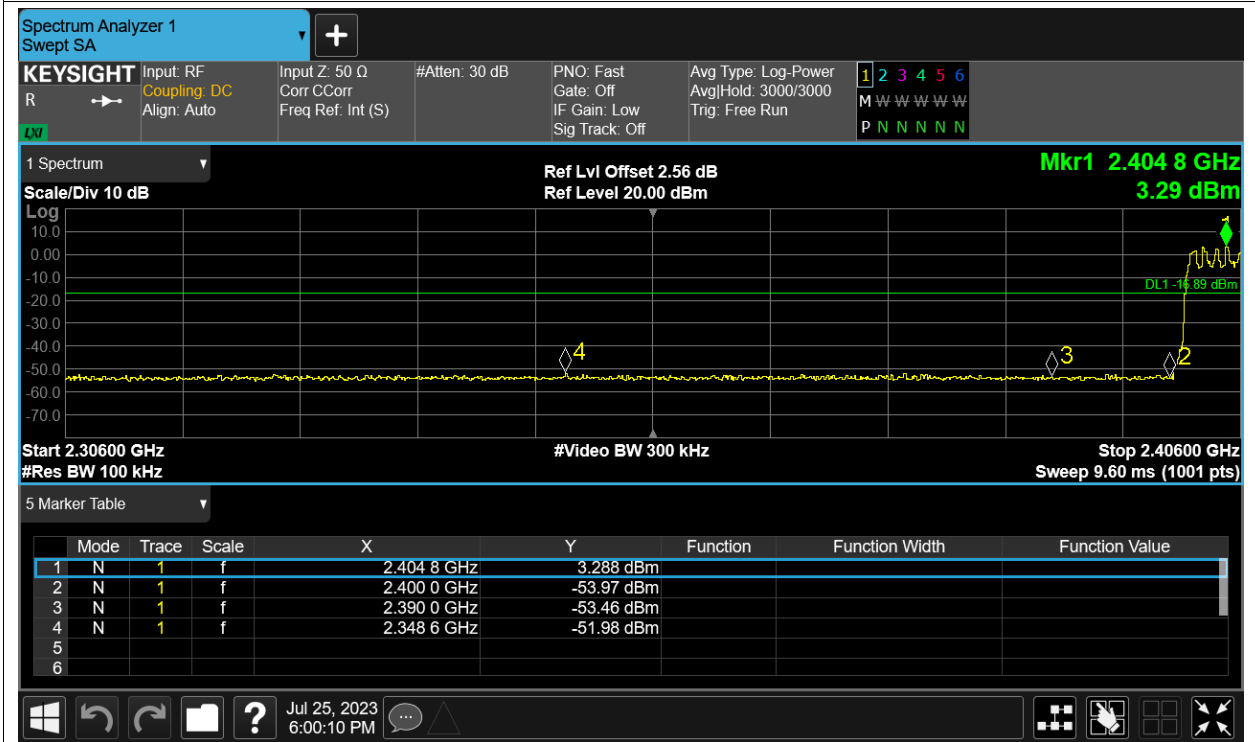 Spectrum Analyzer 1
Swept SA
KEYSIGHT Input: RF Input Z: 50 Ω #Atten: 30 dB PNO: Fast Avg Type: Log-Power 1 2 3 4 5 6
R Coupling: DC Corr CCorr Gate: Off Avg|Hold: 3000/3000 M W W W W W
Align: Auto Freq Ref: Int (S) IF Gain: Low Trig: Free Run
LXI Sig Track: Off P N N N N N
1 Spectrum Ref Lvl Offset 2.56 dB Mkr1 2.404 8 GHz
Scale/Div 10 dB Ref Level 20.00 dBm 3.29 dBm
Log
10.0
0.00
-10.0
DL1 -16.89 dBm
-20.0
-30.0
-40.0
4 3 2
-50.0
-60.0
-70.0
Start 2.30600 GHz #Video BW 300 kHz Stop 2.40600 GHz
#Res BW 100 kHz Sweep 9.60 ms (1001 pts)
5 Marker Table
Mode Trace Scale X Y Function Function Width Function Value
1 N 1 f 2.404 8 GHz 3.288 dBm
2 N 1 f 2.400 0 GHz -53.97 dBm
3 N 1 f 2.390 0 GHz -53.46 dBm
4 N 1 f 2.348 6 GHz -51.98 dBm
5
6
? Jul 25, 2023
6:00:10 PM